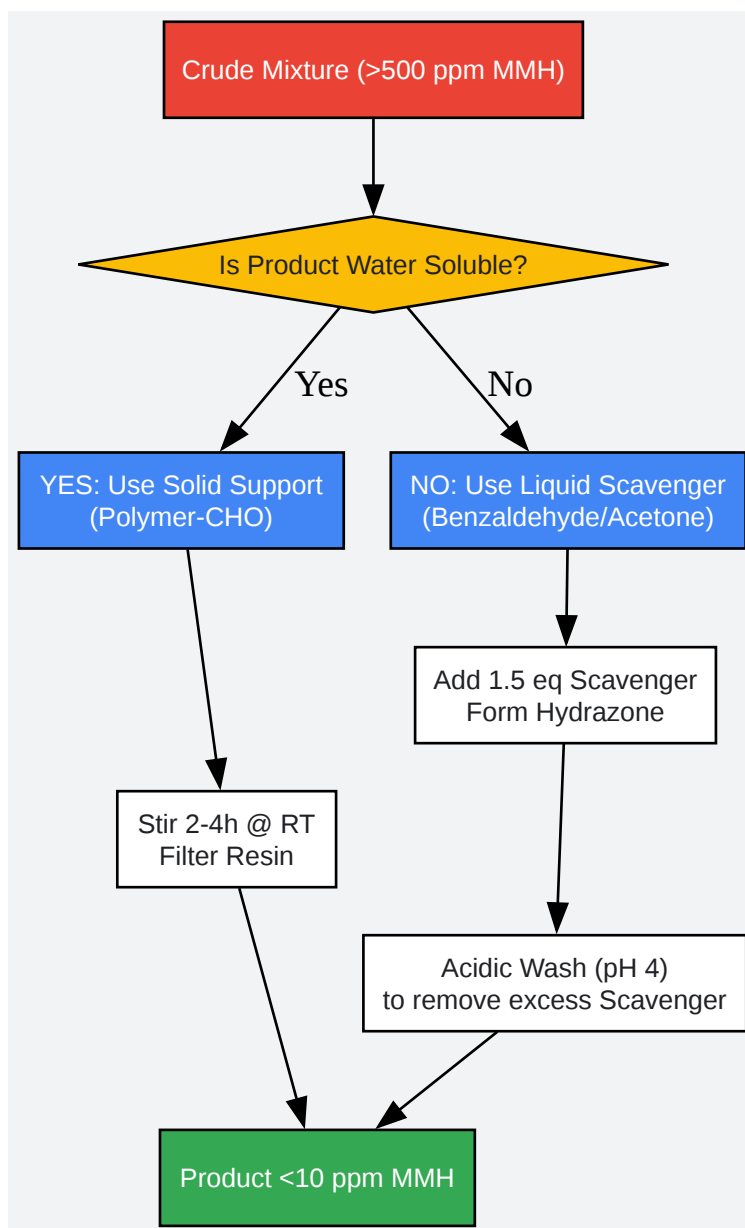 Crude Mixture (>500 ppm MMH)
Is Product Water Soluble?
Yes
No
YES: Use Solid Support
(Polymer-CHO)
NO: Use Liquid Scavenger
(Benzaldehyde/Acetone)
Add 1.5 eq Scavenger
Form Hydrazone
Stir 2-4h @ RT
Filter Resin
Acidic Wash (pH 4)
to remove excess Scavenger
Product <10 ppm MMH